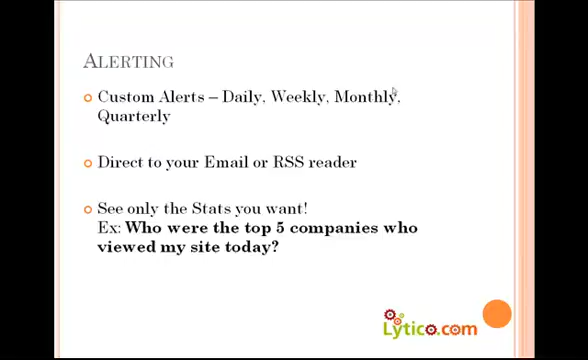 ALERTING
Custom Alerts – Daily, Weekly, Monthly,
Quarterly
Direct to your Email or RSS reader
See only the Stats you want!
Ex: Who were the top 5 companies who
viewed my site today?
Lytico.com